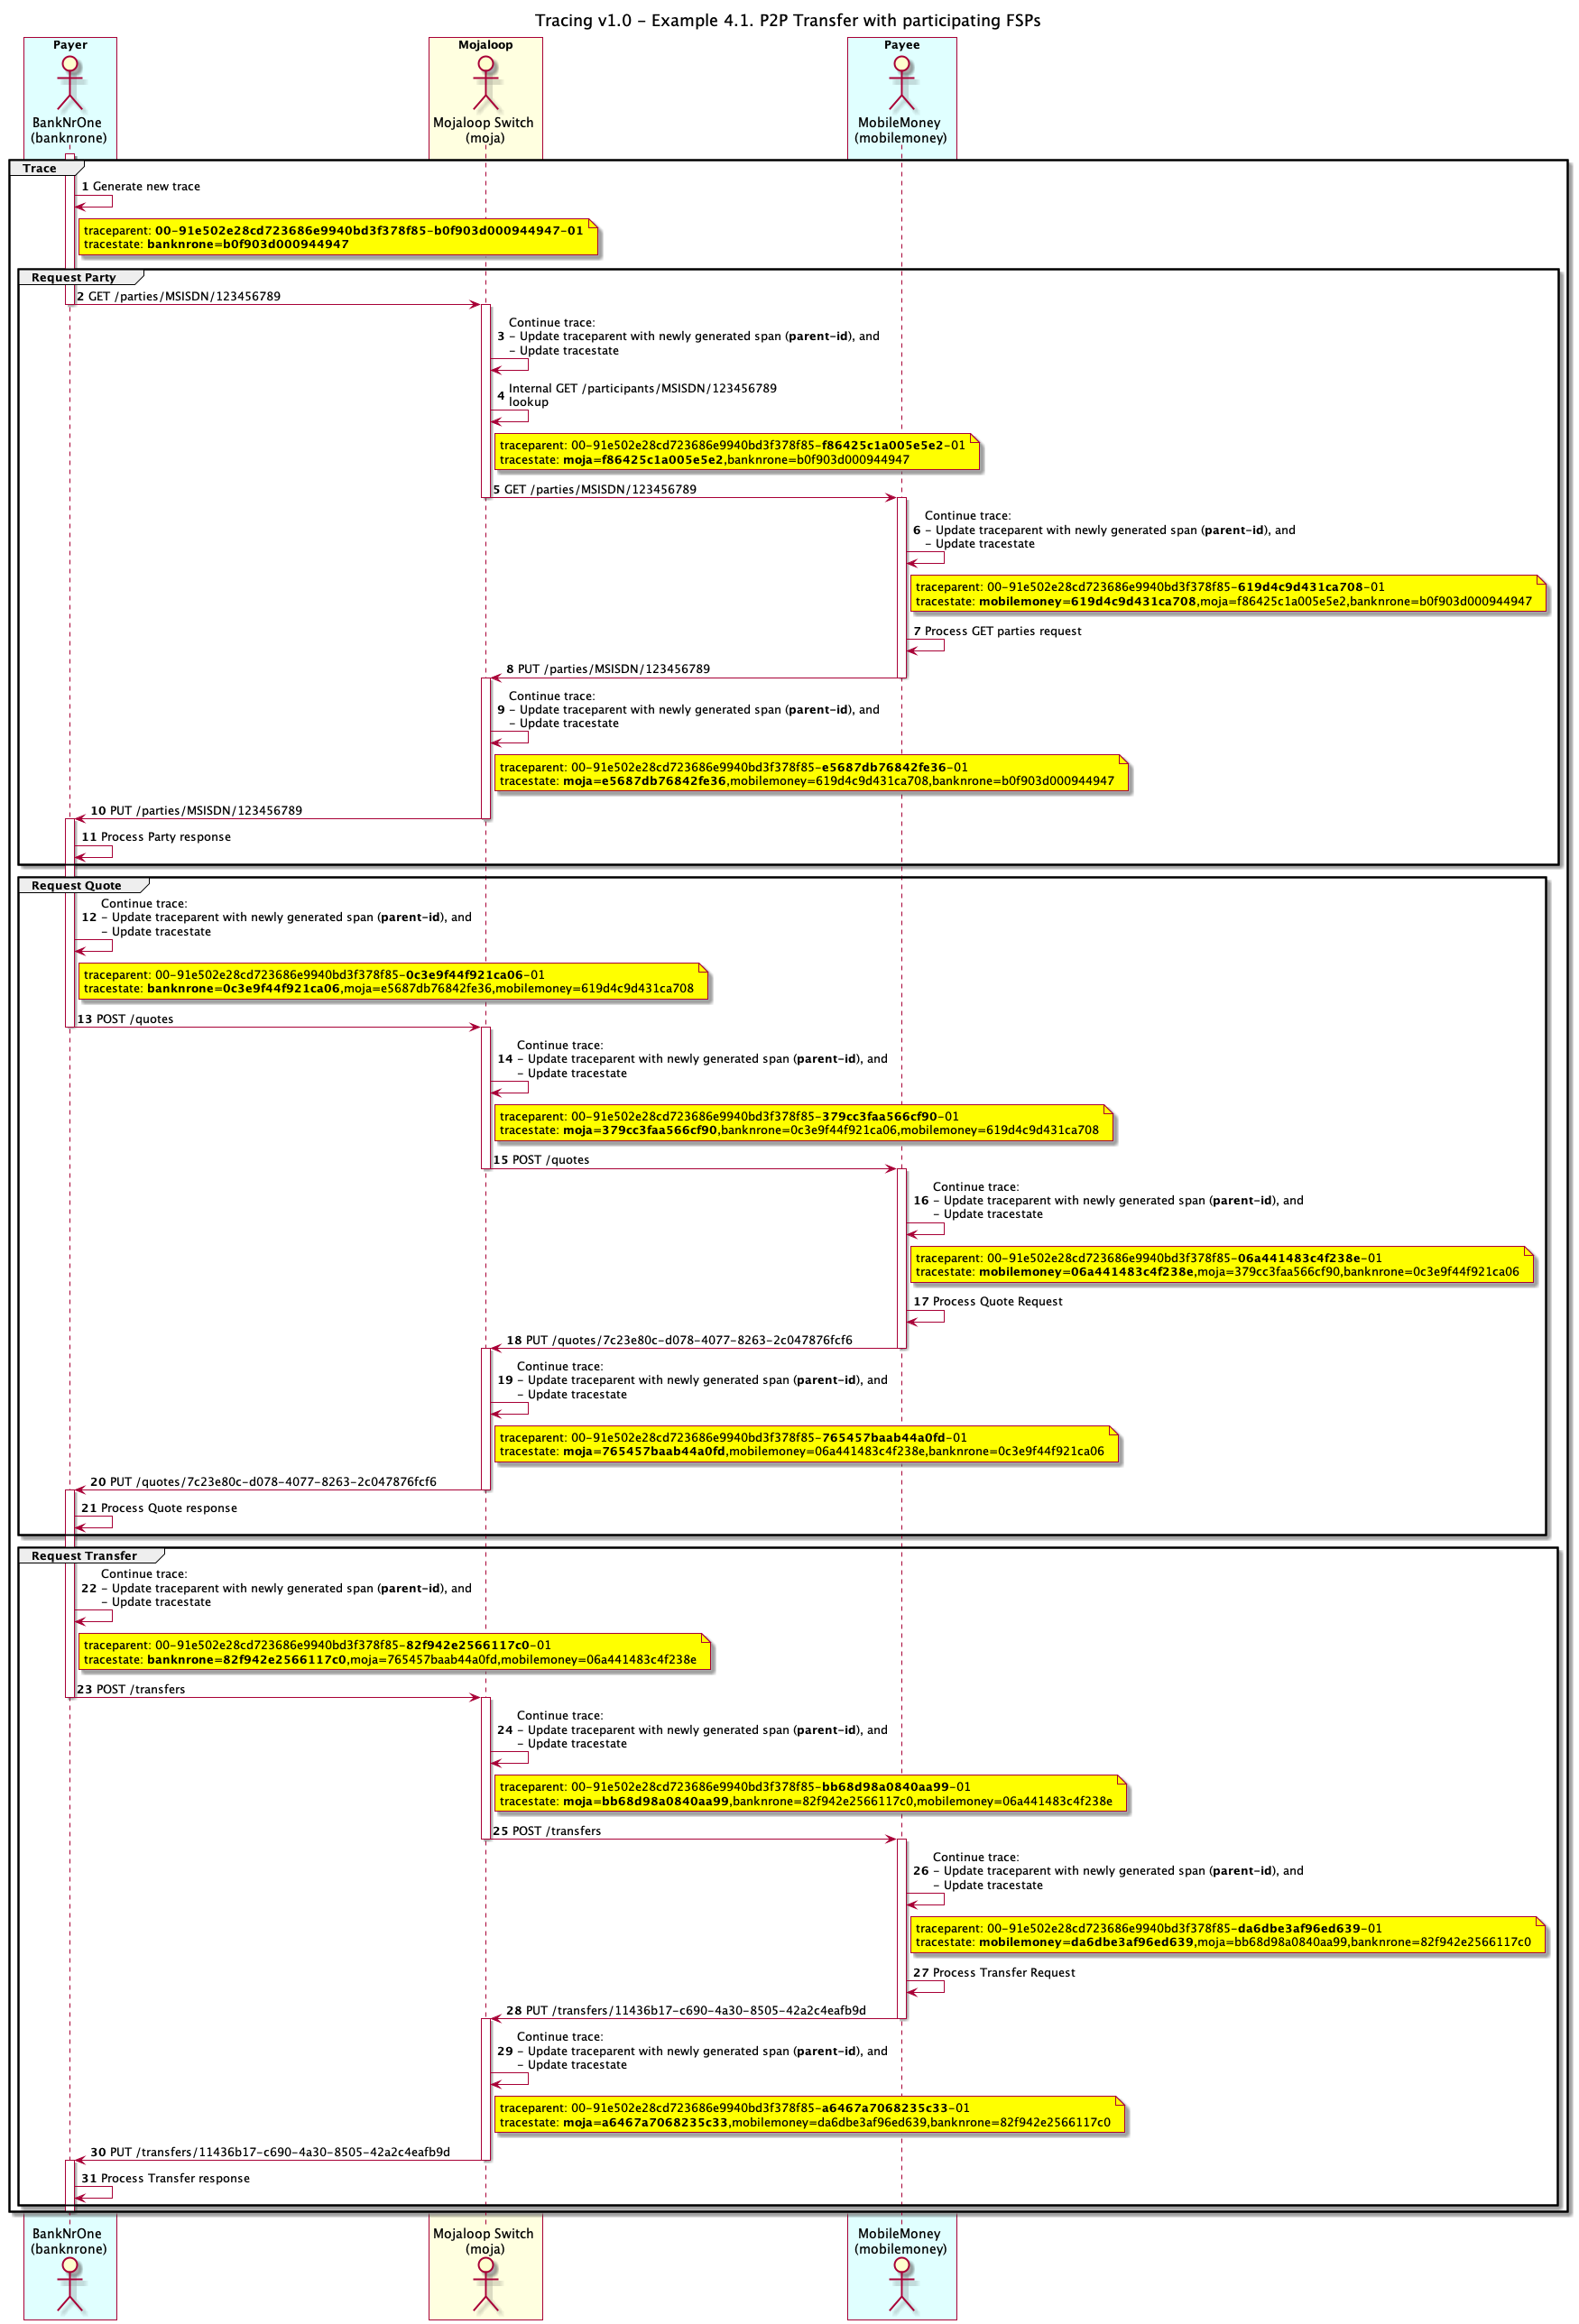 Tracing v1.0 - Example 4.1. P2P Transfer with participating FSPs
Payer
Mojaloop
Payee
BankNrOne
(banknrone)
Mojaloop Switch
(moja)
MobileMoney
(mobilemoney)
Trace
1 Generate new trace
traceparent: 00-91e502e28cd723686e9940bd3f378f85-b0f903d000944947-01
tracestate: banknrone=b0f903d000944947
Request Party
2 GET /parties/MSISDN/123456789
Continue trace:
3 - Update traceparent with newly generated span (parent-id), and
- Update tracestate
4 Internal GET /participants/MSISDN/123456789
lookup
traceparent: 00-91e502e28cd723686e9940bd3f378f85-f86425c1a005e5e2-01
tracestate: moja=f86425c1a005e5e2,banknrone=b0f903d000944947
5 GET /parties/MSISDN/123456789
Continue trace:
6 - Update traceparent with newly generated span (parent-id), and
- Update tracestate
traceparent: 00-91e502e28cd723686e9940bd3f378f85-619d4c9d431ca708-01
tracestate: mobilemoney=619d4c9d431ca708,moja=f86425c1a005e5e2,banknrone=b0f903d000944947
7 Process GET parties request
8 PUT /parties/MSISDN/123456789
Continue trace:
9 - Update traceparent with newly generated span (parent-id), and
- Update tracestate
traceparent: 00-91e502e28cd723686e9940bd3f378f85-e5687db76842fe36-01
tracestate: moja=e5687db76842fe36,mobilemoney=619d4c9d431ca708,banknrone=b0f903d000944947
10 PUT /parties/MSISDN/123456789
11 Process Party response
Request Quote
Continue trace:
12 - Update traceparent with newly generated span (parent-id), and
- Update tracestate
traceparent: 00-91e502e28cd723686e9940bd3f378f85-0c3e9f44f921ca06-01
tracestate: banknrone=0c3e9f44f921ca06,moja=e5687db76842fe36,mobilemoney=619d4c9d431ca708
13 POST /quotes
Continue trace:
14 - Update traceparent with newly generated span (parent-id), and
- Update tracestate
traceparent: 00-91e502e28cd723686e9940bd3f378f85-379cc3faa566cf90-01
tracestate: moja=379cc3faa566cf90,banknrone=0c3e9f44f921ca06,mobilemoney=619d4c9d431ca708
15 POST /quotes
Continue trace:
16 - Update traceparent with newly generated span (parent-id), and
- Update tracestate
traceparent: 00-91e502e28cd723686e9940bd3f378f85-06a441483c4f238e-01
tracestate: mobilemoney=06a441483c4f238e,moja=379cc3faa566cf90,banknrone=0c3e9f44f921ca06
17 Process Quote Request
18 PUT /quotes/7c23e80c-d078-4077-8263-2c047876fcf6
Continue trace:
19 - Update traceparent with newly generated span (parent-id), and
- Update tracestate
traceparent: 00-91e502e28cd723686e9940bd3f378f85-765457baab44a0fd-01
tracestate: moja=765457baab44a0fd,mobilemoney=06a441483c4f238e,banknrone=0c3e9f44f921ca06
20 PUT /quotes/7c23e80c-d078-4077-8263-2c047876fcf6
21 Process Quote response
Request Transfer
Continue trace:
22 - Update traceparent with newly generated span (parent-id), and
- Update tracestate
traceparent: 00-91e502e28cd723686e9940bd3f378f85-82f942e2566117c0-01
tracestate: banknrone=82f942e2566117c0,moja=765457baab44a0fd,mobilemoney=06a441483c4f238e
23 POST /transfers
Continue trace:
24 - Update traceparent with newly generated span (parent-id), and
- Update tracestate
traceparent: 00-91e502e28cd723686e9940bd3f378f85-bb68d98a0840aa99-01
tracestate: moja=bb68d98a0840aa99,banknrone=82f942e2566117c0,mobilemoney=06a441483c4f238e
25 POST /transfers
Continue trace:
26 - Update traceparent with newly generated span (parent-id), and
- Update tracestate
traceparent: 00-91e502e28cd723686e9940bd3f378f85-da6dbe3af96ed639-01
tracestate: mobilemoney=da6dbe3af96ed639,moja=bb68d98a0840aa99,banknrone=82f942e2566117c0
27 Process Transfer Request
28 PUT /transfers/11436b17-c690-4a30-8505-42a2c4eafb9d
Continue trace:
29 - Update traceparent with newly generated span (parent-id), and
- Update tracestate
traceparent: 00-91e502e28cd723686e9940bd3f378f85-a6467a7068235c33-01
tracestate: moja=a6467a7068235c33,mobilemoney=da6dbe3af96ed639,banknrone=82f942e2566117c0
30 PUT /transfers/11436b17-c690-4a30-8505-42a2c4eafb9d
31 Process Transfer response
BankNrOne
(banknrone)
Mojaloop Switch
(moja)
MobileMoney
(mobilemoney)